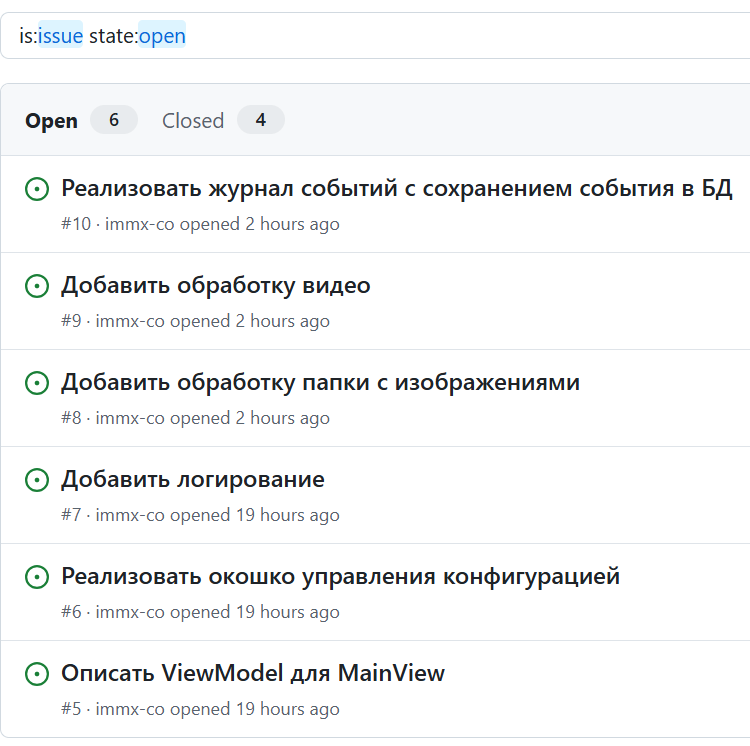 is:issue state:open
Open 6 Closed 4
Реализовать журнал событий с сохранением события в БД
#10 · immx-co opened 2 hours ago
Добавить обработку видео
#9 · immx-co opened 2 hours ago
Добавить обработку папки с изображениями
#8 · immx-co opened 2 hours ago
Добавить логирование
#7 · immx-co opened 19 hours ago
Реализовать окошко управления конфигурацией
#6 · immx-co opened 19 hours ago
Описать ViewModel для MainView
#5 · immx-co opened 19 hours ago